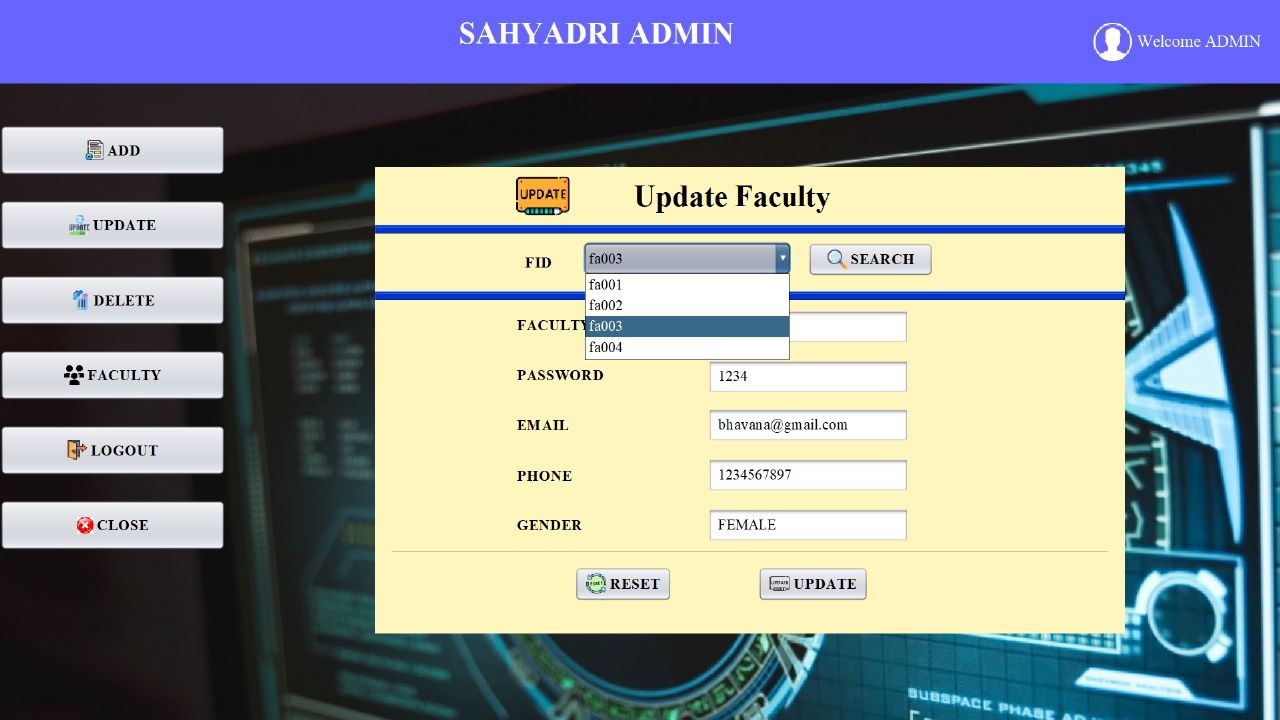 SAHYADRI ADMIN
Welcome ADMIN
ADD
UPDATE
DELETE
FACULTY
LOGOUT
CLOSE
UPDATE
Update Faculty
FID
fa003
SEARCH
fa001
fa002
fa003
fa004
FACULTY
PASSWORD
1234
EMAIL
bhavana@gmail.com
PHONE
1234567897
GENDER
FEMALE
RESET
UPDATE
SUBSPACE PHASE AD